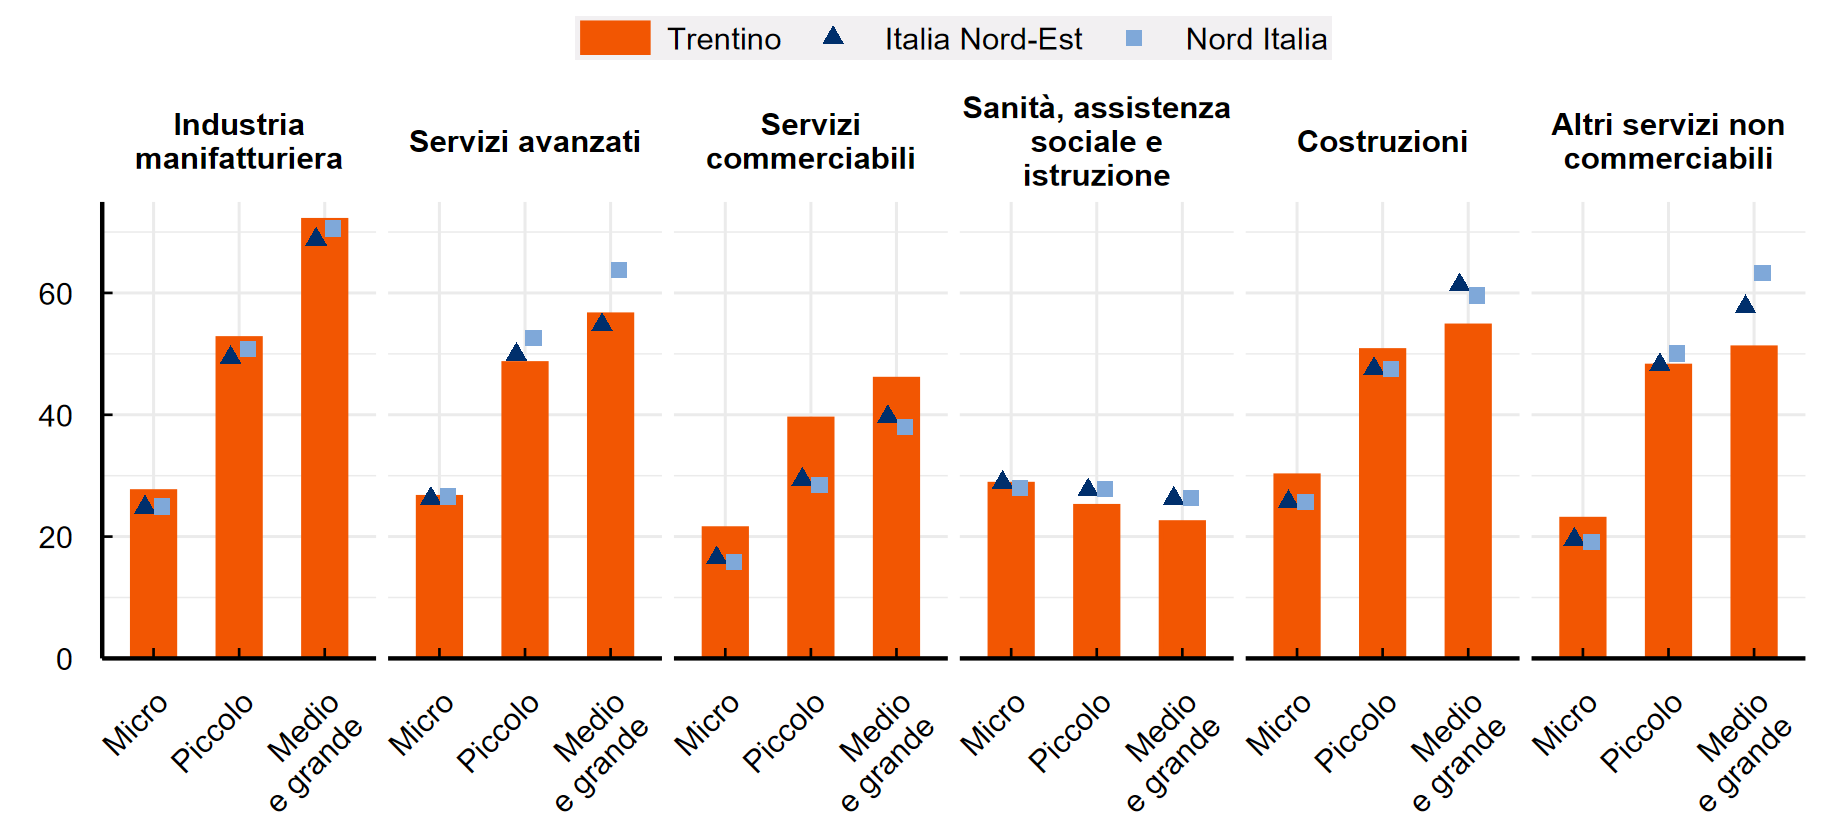 Trentino Italia Nord-Est Nord Italia
Industria
manifatturiera
Servizi avanzati
Servizi
commerciabili
Sanità, assistenza
sociale e
istruzione
Costruzioni
Altri servizi non
commerciabili
60
40
20
0
Micro
Piccolo
Medio
e grande
Micro
Piccolo
Medio
e grande
Micro
Piccolo
Medio
e grande
Micro
Piccolo
Medio
e grande
Micro
Piccolo
Medio
e grande
Micro
Piccolo
Medio
e grande